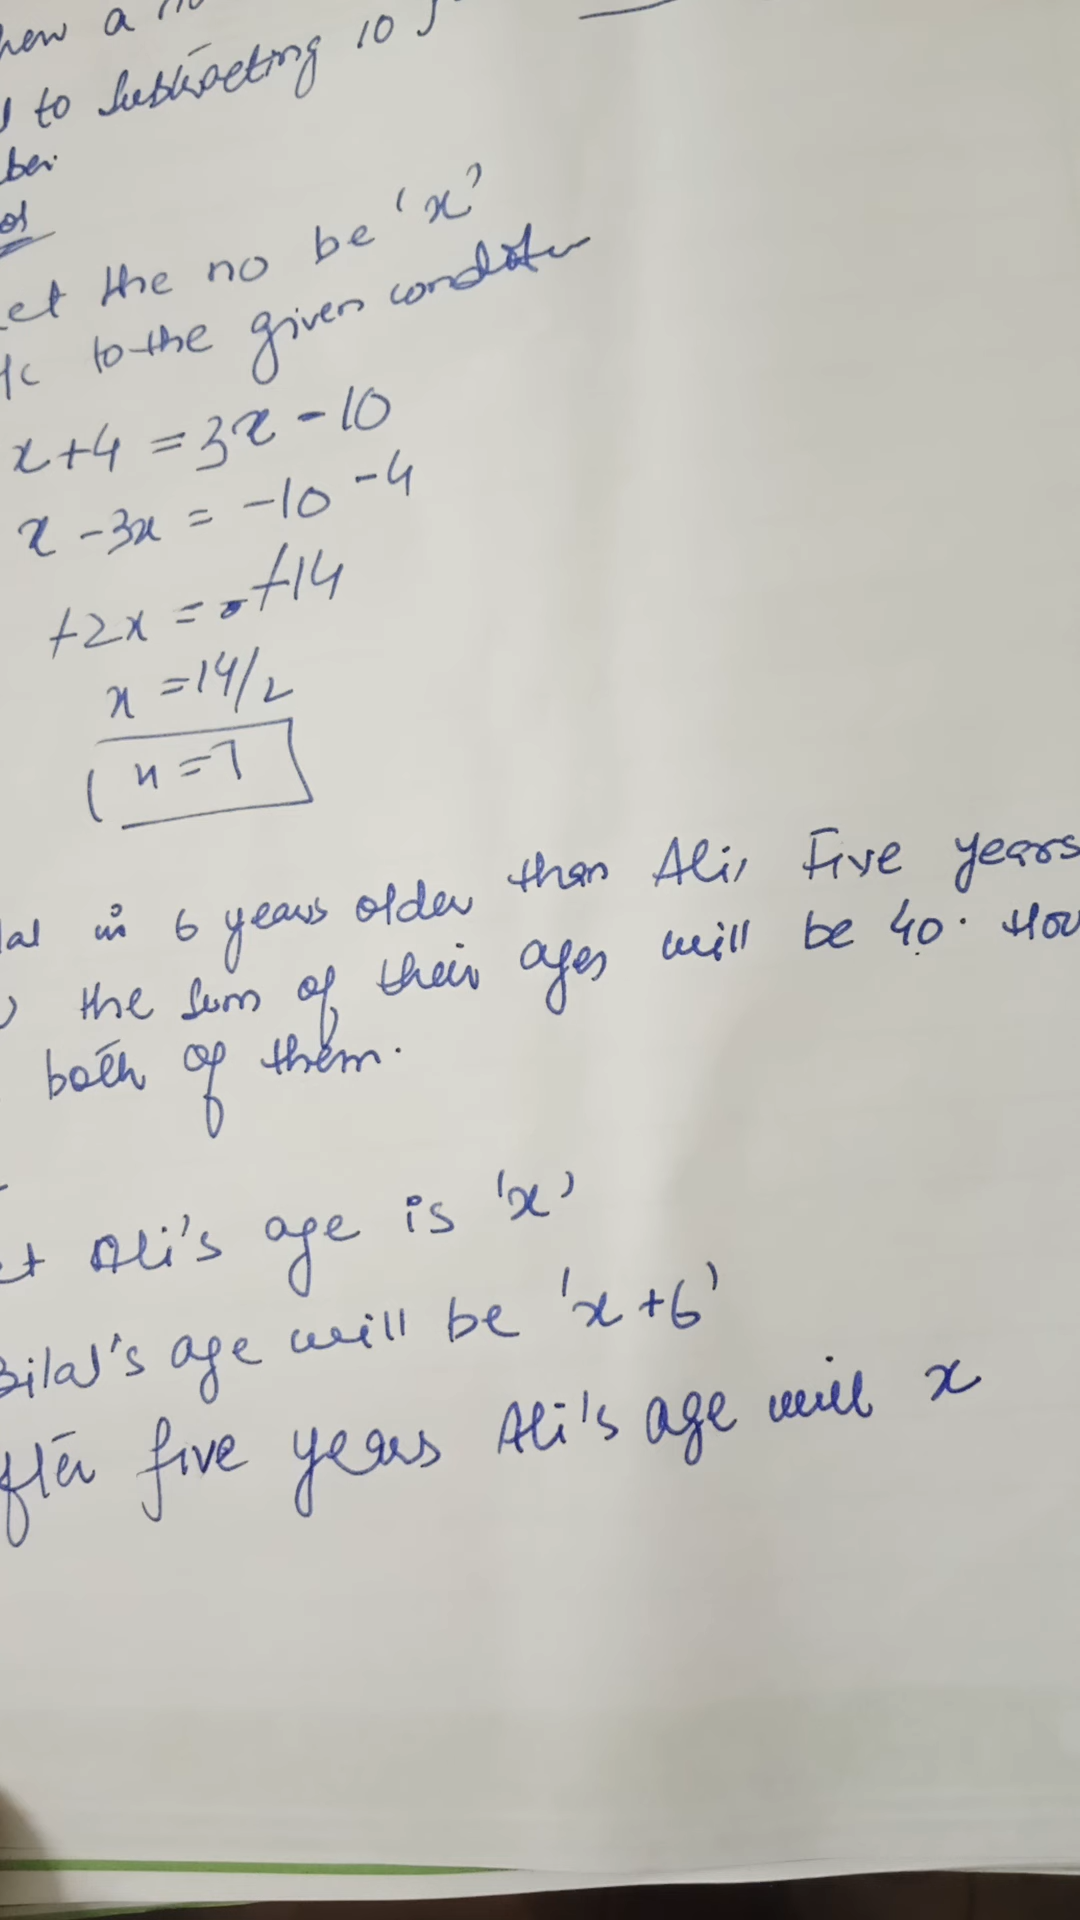 a
to Subtracting 10
the no be 'x'
to the given condition
x+4 = 3x - 10
x - 3x = -10 - 4
+2x = +14
x = 14/2
x = 7
is 6 years older than Ali, Five years
the Sum of their ages will be 40.
both of them.
Ali's age is 'x'
Bilal's age will be 'x+6'
After five years Ali's age will x